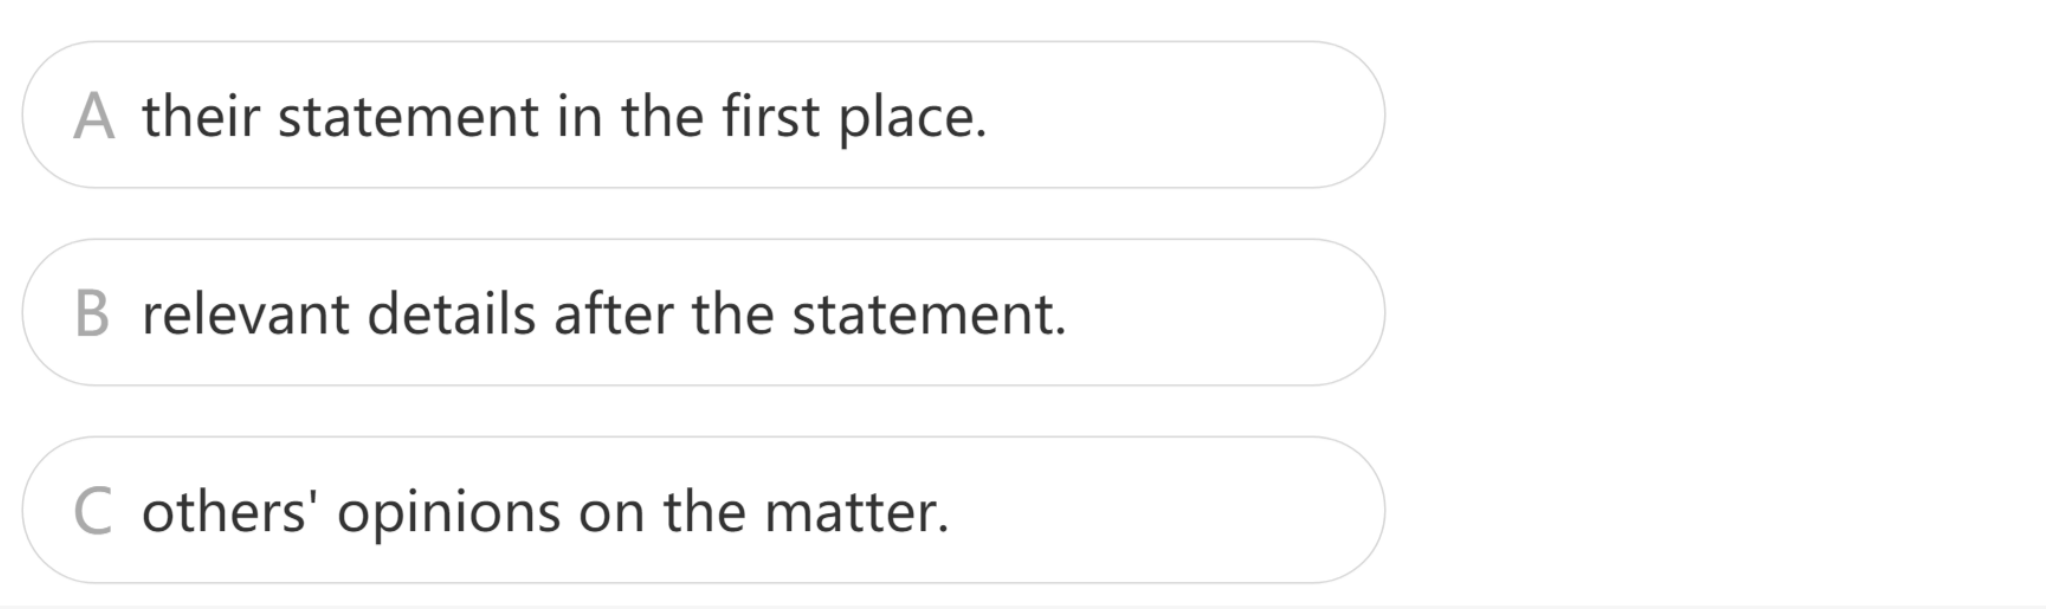 A their statement in the first place.
B relevant details after the statement.
C others' opinions on the matter.